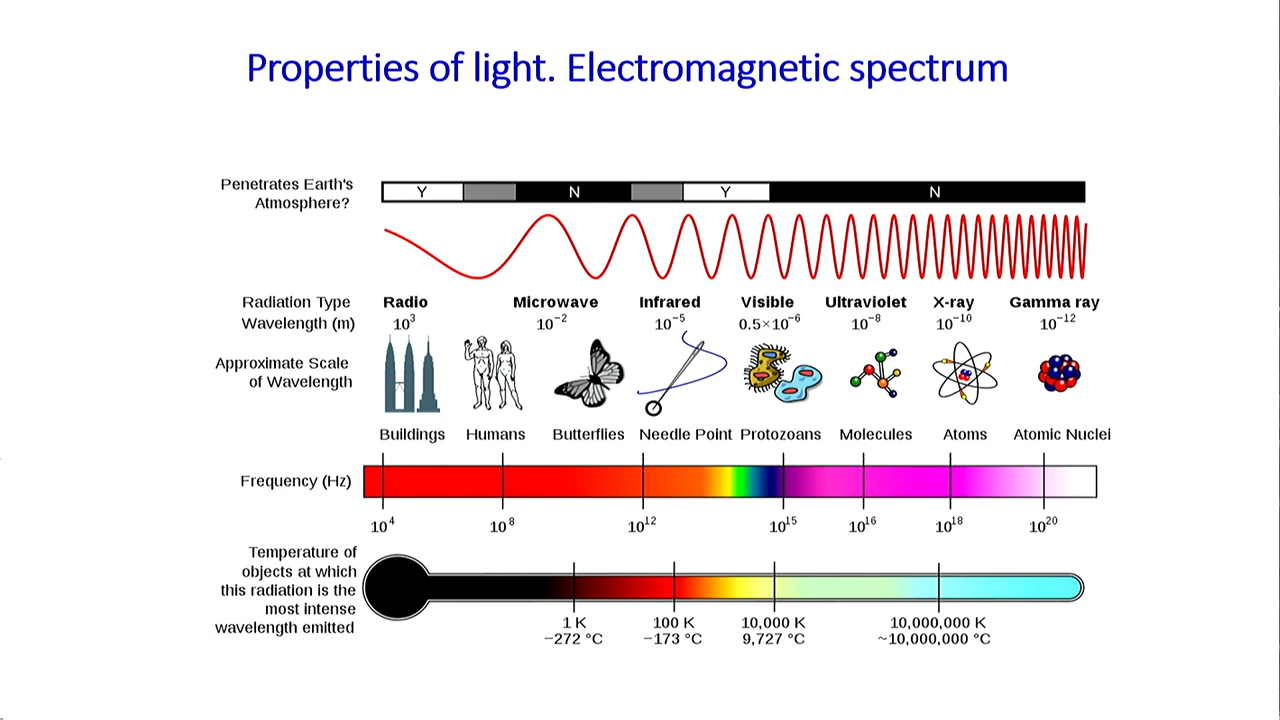 Properties of light. Electromagnetic spectrum
Penetrates Earth's
Atmosphere?
Y N Y N
Radiation Type Radio Microwave Infrared Visible Ultraviolet X-ray Gamma ray
Wavelength (m) 10³ 10⁻² 10⁻⁵ 0.5×10⁻⁶ 10⁻⁸ 10⁻¹⁰ 10⁻¹²
Approximate Scale
of Wavelength
Buildings Humans Butterflies Needle Point Protozoans Molecules Atoms Atomic Nuclei
Frequency (Hz)
10⁴ 10⁸ 10¹² 10¹⁵ 10¹⁶ 10¹⁸ 10²⁰
Temperature of
objects at which
this radiation is the
most intense
wavelength emitted
1 K 100 K 10,000 K 10,000,000 K
−272 °C −173 °C 9,727 °C ~10,000,000 °C